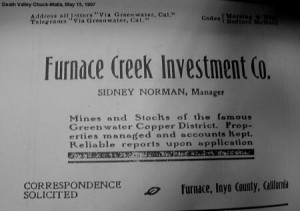 Death Valley Chuck-Walla, May 15, 1907
Address all letters "Via Greenwater, Cal."
Telegrams "Via Greenwater, Cal."
Codes
Furnace Creek Investment Co.
SIDNEY NORMAN, Manager
Mines and Stocks of the famous
Greenwater Copper District. Prop-
erties managed and accounts kept.
Reliable reports upon application
CORRESPONDENCE
SOLICITED
Furnace, Inyo County, California